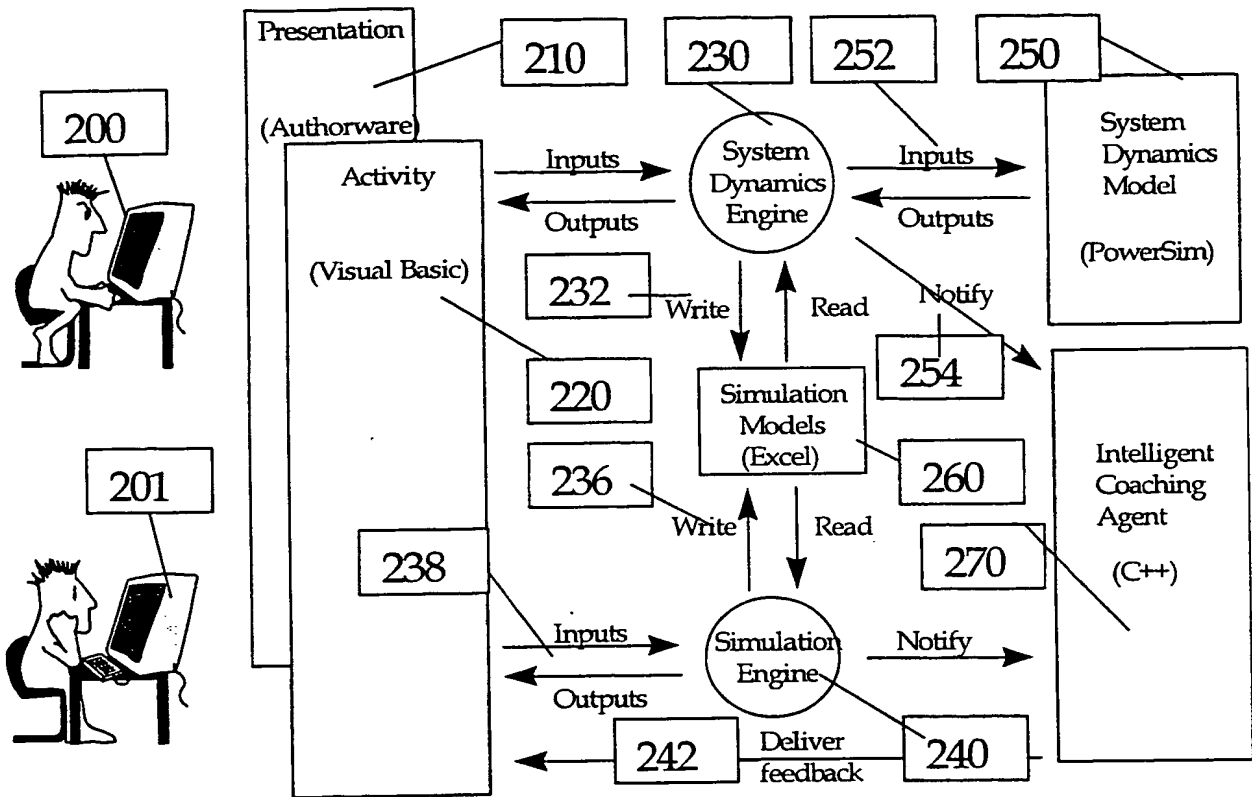 Presentation
(Authorware)
210
230
252
250
200
Activity
(Visual Basic)
Inputs
Outputs
System
Dynamics
Engine
Inputs
Outputs
System
Dynamics
Model
(PowerSim)
232
Write
Read
Notify
254
220
Simulation
Models
(Excel)
260
236
Write
Read
201
238
270
Intelligent
Coaching
Agent
(C++)
Inputs
Outputs
Simulation
Engine
Notify
242
Deliver
feedback
240